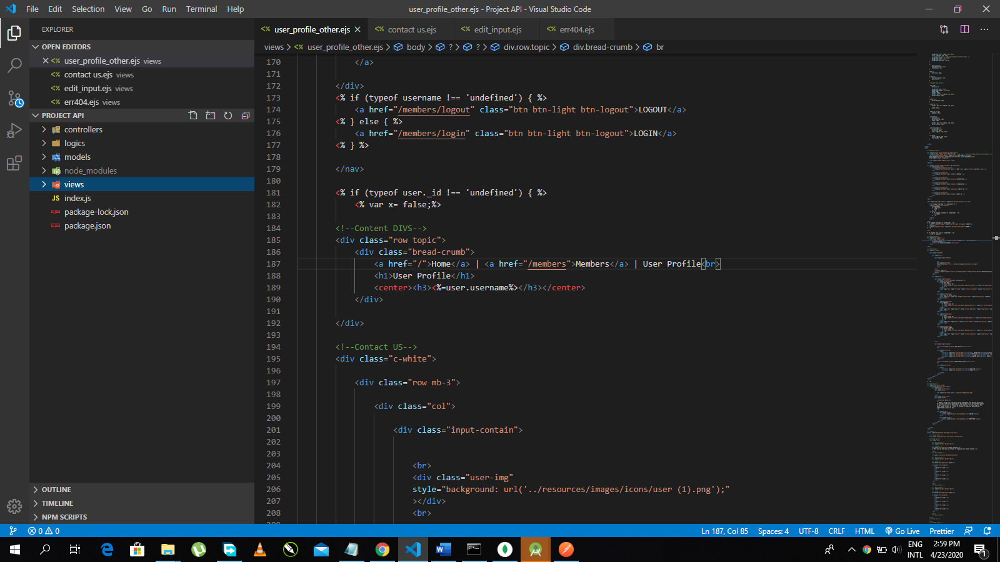 File Edit Selection View Go Run Terminal Help
user_profile_other.ejs - Project API - Visual Studio Code
EXPLORER
OPEN EDITORS
user_profile_other.ejs views
contact us.ejs views
edit_input.ejs views
err404.ejs views
PROJECT API
controllers
logics
models
node_modules
views
JS index.js
package-lock.json
package.json
OUTLINE
TIMELINE
NPM SCRIPTS
user_profile_other.ejs
contact us.ejs
edit_input.ejs
err404.ejs
views > user_profile_other.ejs > body > ? > ? > div.row.topic > div.bread-crumb > br
170 </a>
171
172 </div>
173 <% if (typeof username !== 'undefined') { %>
174 <a href="/members/logout" class="btn btn-light btn-logout">LOGOUT</a>
175 <% } else { %>
176 <a href="/members/login" class="btn btn-light btn-logout">LOGIN</a>
177 <% } %>
178
179 </nav>
180
181 <% if (typeof user._id !== 'undefined') { %>
182 <% var x= false;%>
183
184 <!--Content DIVS-->
185 <div class="row topic">
186 <div class="bread-crumb">
187 <a href="/">Home</a> | <a href="/members">Members</a> | User Profile<br>
188 <h1>User Profile</h1>
189 <center><h3><%=user.username%></h3></center>
190 </div>
191
192 </div>
193
194 <!--Contact US-->
195 <div class="c-white">
196
197 <div class="row mb-3">
198
199 <div class="col">
200
201 <div class="input-contain">
202
203
204 <br>
205 <div class="user-img"
206 style="background: url('../resources/images/icons/user (1).png');"
207 ></div>
208 <br>
0 0
Ln 187, Col 85 Spaces: 4 UTF-8 CRLF HTML Go Live Prettier
ENG
INTL
2:59 PM
4/23/2020
1